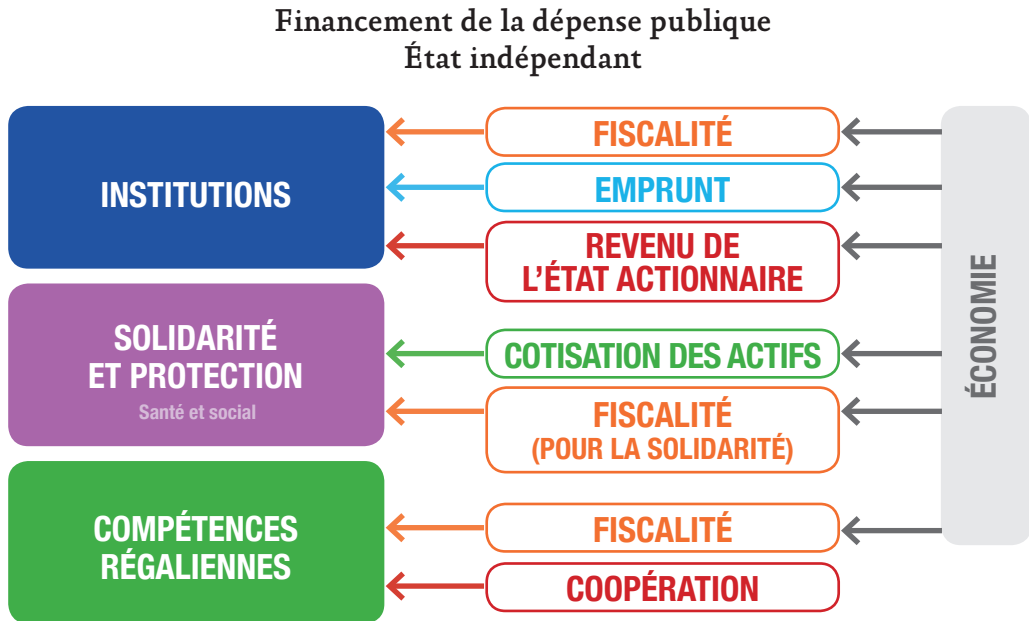 Financement de la dépense publique
État indépendant
INSTITUTIONS
FISCALITÉ
EMPRUNT
REVENU DE
L'ÉTAT ACTIONNAIRE
SOLIDARITÉ
ET PROTECTION
Santé et social
COTISATION DES ACTIFS
FISCALITÉ
(POUR LA SOLIDARITÉ)
COMPÉTENCES
RÉGALIENNES
FISCALITÉ
COOPÉRATION
ÉCONOMIE